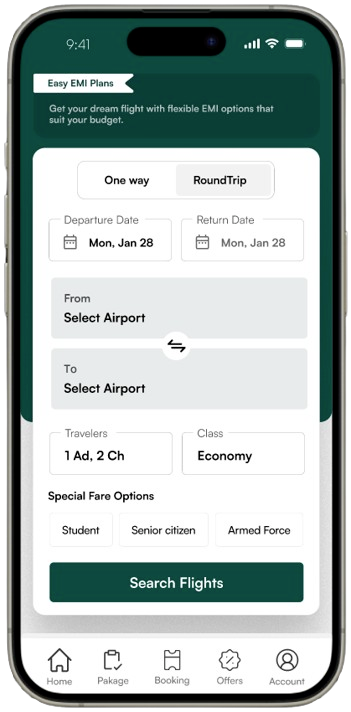 9:41
Easy EMI Plans
Get your dream flight with flexible EMI options that
suit your budget.
One way
RoundTrip
Departure Date
Return Date
Mon, Jan 28
Mon, Jan 28
From
Select Airport
To
Select Airport
Travelers
Class
1 Ad, 2 Ch
Economy
Special Fare Options
Student
Senior citizen
Armed Force
Search Flights
Home
Pakage
Booking
Offers
Account